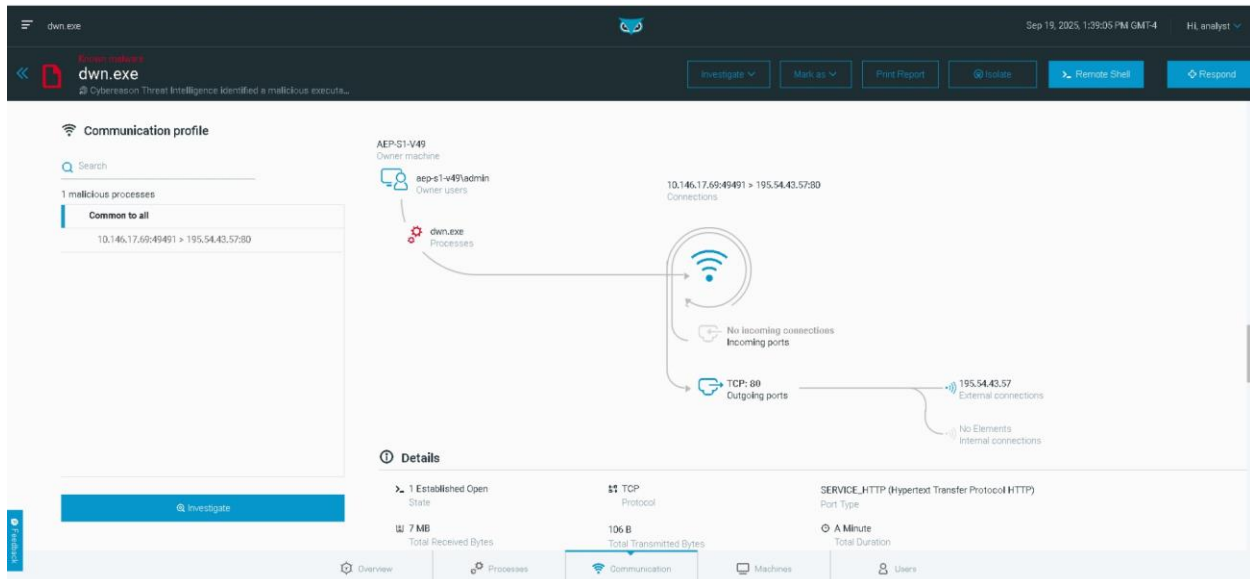 dwn.exe
Sep 19, 2025, 1:39:05 PM GMT-4
Hi, analyst
Known malware
dwn.exe
Cybereason Threat Intelligence identified a malicious executa...
Investigate
Mark as
Print Report
Isolate
Remote Shell
Respond
Communication profile
Search
1 malicious processes
Common to all
10.146.17.69:49491 > 195.54.43.57:80
Investigate
AEP-S1-V49
Owner machine
aep-s1-v49\admin
Owner users
dwn.exe
Processes
10.146.17.69:49491 > 195.54.43.57:80
Connections
No incoming connections
Incoming ports
TCP: 80
Outgoing ports
195.54.43.57
External connections
No Elements
Internal connections
Details
1 Established Open
State
TCP
Protocol
SERVICE_HTTP (Hypertext Transfer Protocol HTTP)
Port Type
7 MB
Total Received Bytes
106 B
Total Transmitted Bytes
A Minute
Total Duration
Feedback
Overview
Processes
Communication
Machines
Users